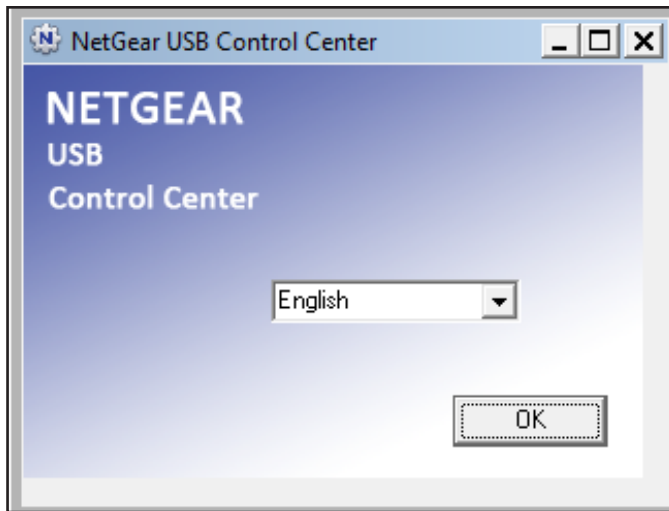 NetGear USB Control Center
NETGEAR
USB
Control Center
English
OK